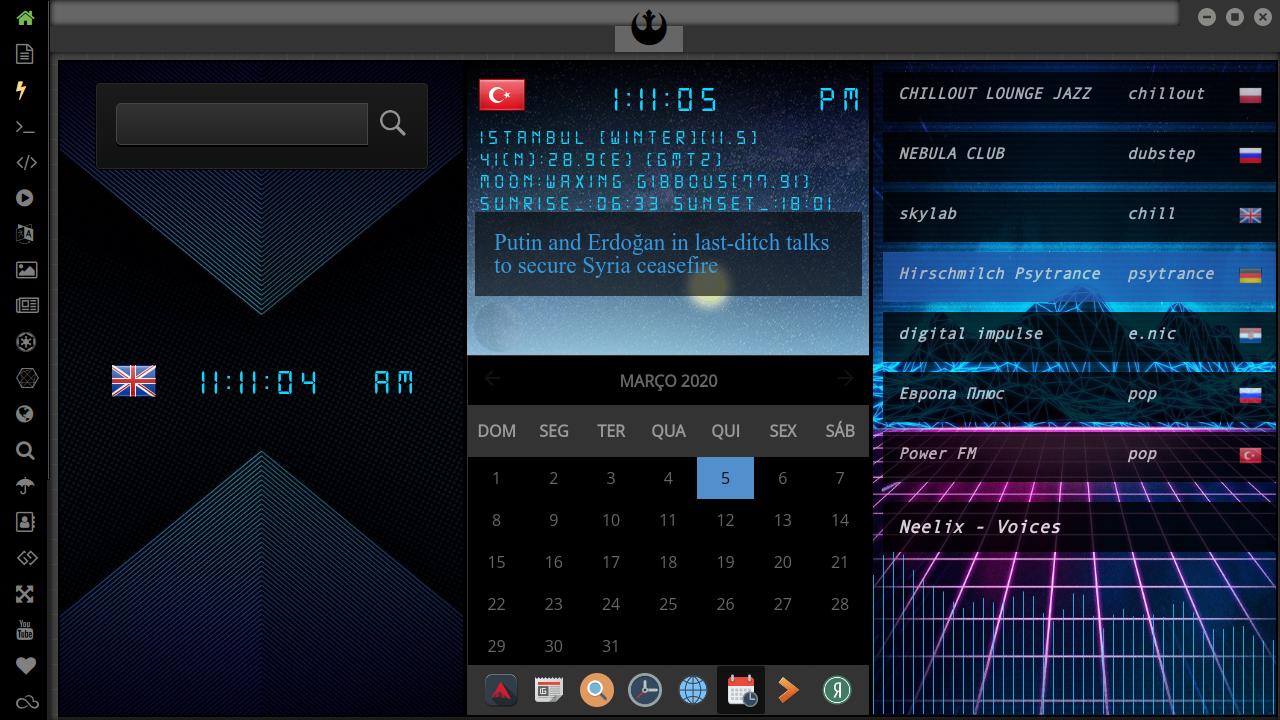 11:11:04 AM
1:11:05 PM
ISTANBUL [WINTER][11.5]
41(N):28.9(E) [GMT2]
MOON:WAXING GIBBOUS[77.91]
SUNRISE_:06:33 SUNSET_:18:01
Putin and Erdoğan in last-ditch talks
to secure Syria ceasefire
MARÇO 2020
DOM SEG TER QUA QUI SEX SÁB
1 2 3 4 5 6 7
8 9 10 11 12 13 14
15 16 17 18 19 20 21
22 23 24 25 26 27 28
29 30 31
CHILLOUT LOUNGE JAZZ chillout
NEBULA CLUB dubstep
skylab chill
Hirschmilch Psytrance psytrance
digital impulse e.nic
Европа Плюс pop
Power FM pop
Neelix - Voices
You
Tube
Я